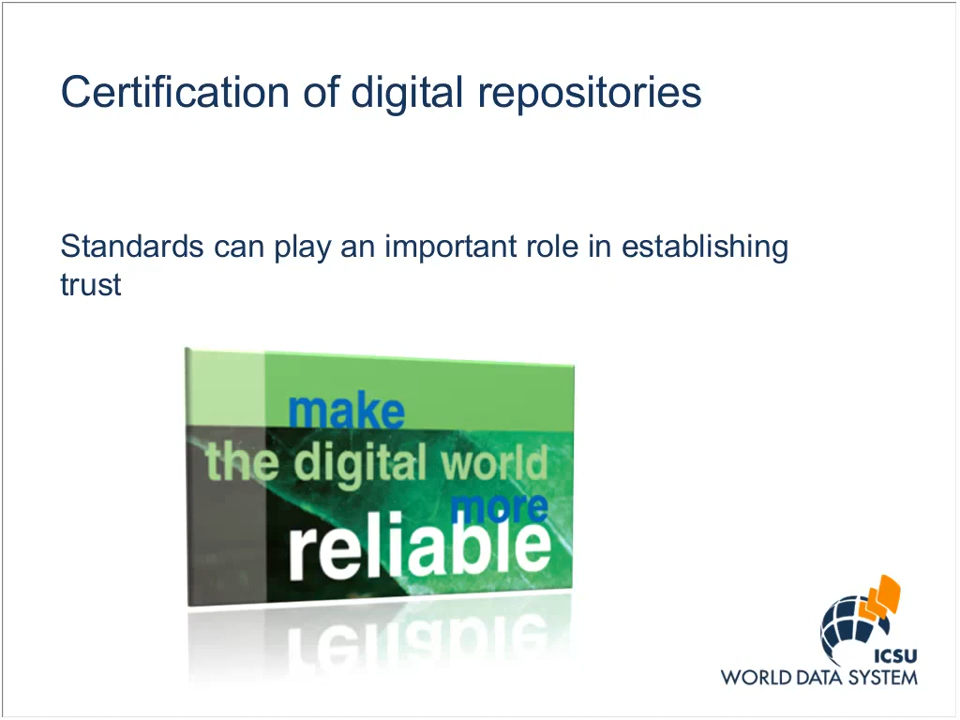 Certification of digital repositories
Standards can play an important role in establishing
trust
make
the digital world
more
reliable
ICSU
WORLD DATA SYSTEM